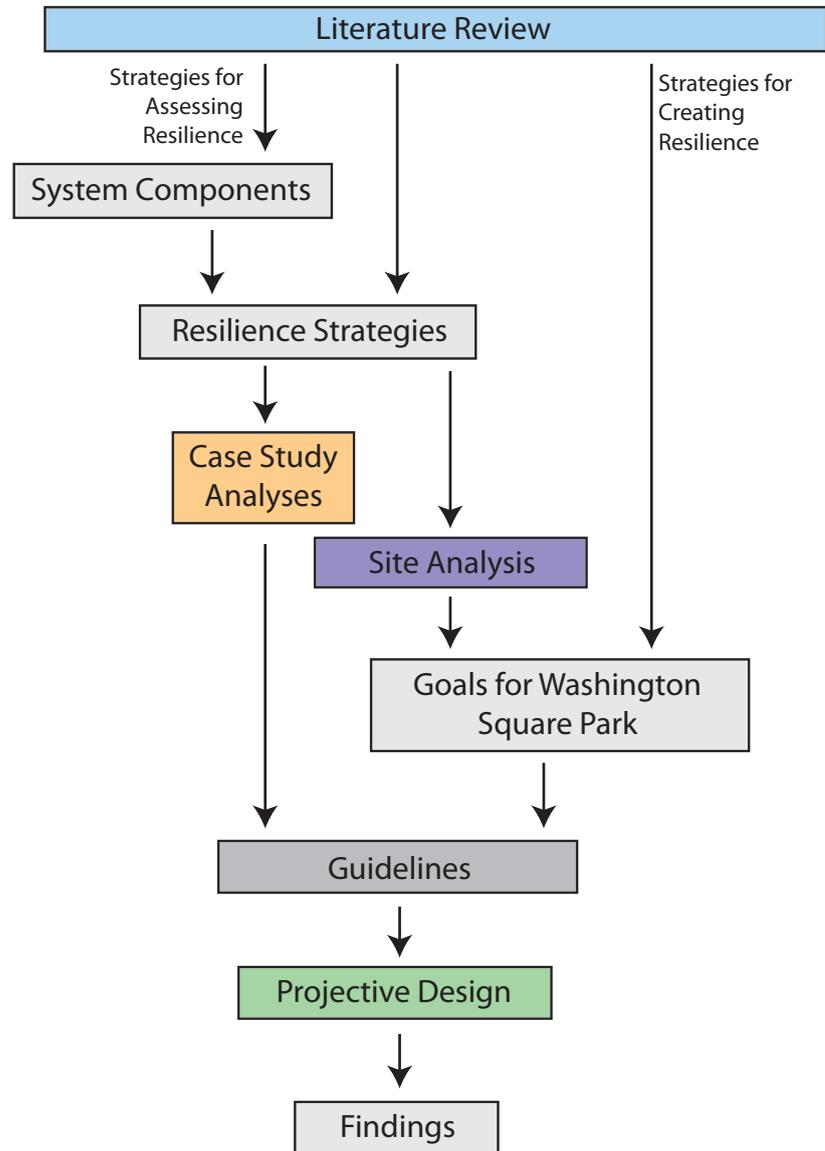 Literature Review
Strategies for
Assessing
Resilience
Strategies for
Creating
Resilience
System Components
Resilience Strategies
Case Study
Analyses
Site Analysis
Goals for Washington
Square Park
Guidelines
Projective Design
Findings